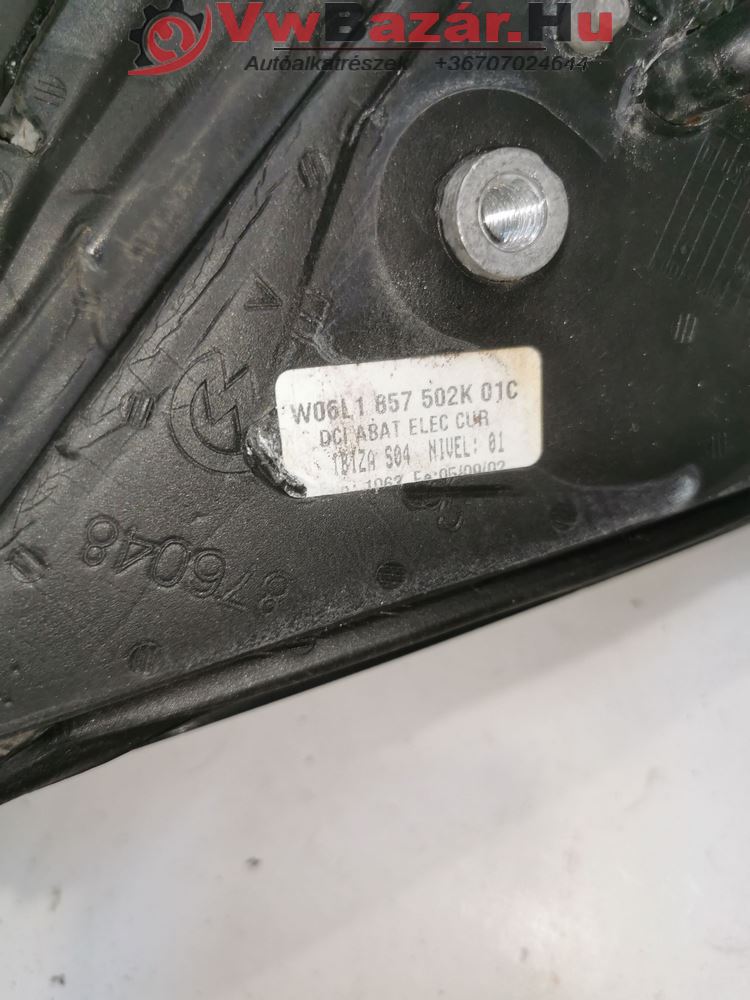 VwBazár.Hu
Autóalkatrészek +36707024644
W06L1 857 502K 01C
DCI ABAT ELEC CUR
IBIZA S04 NIVEL: 01
876048